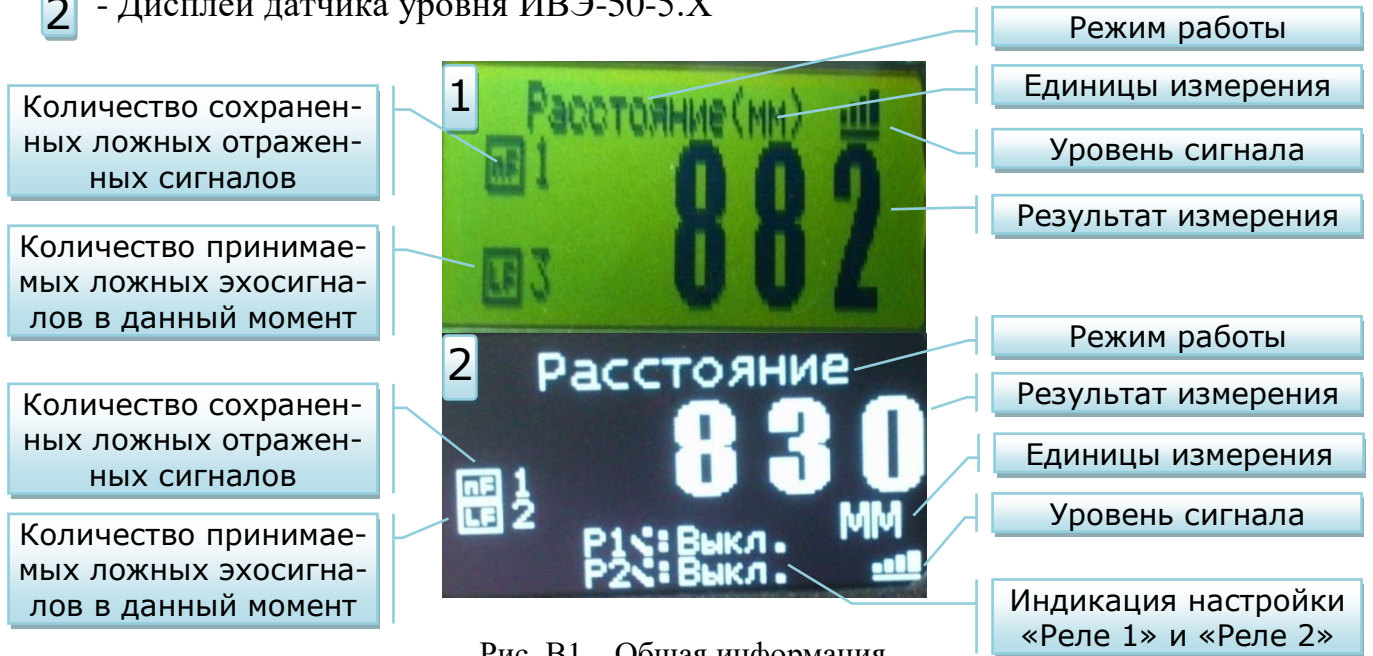 2 - Дисплей датчика уровня ИВЭ-50-5.X
Режим работы
Единицы измерения
Уровень сигнала
Результат измерения
Количество сохранен-
ных ложных отражен-
ных сигналов
Количество принимае-
мых ложных эхосигна-
лов в данный момент
1
Расстояние(мм)
nF 1
882
LF 3
Режим работы
Результат измерения
Единицы измерения
Уровень сигнала
Индикация настройки
«Реле 1» и «Реле 2»
Количество сохранен-
ных ложных отражен-
ных сигналов
Количество принимае-
мых ложных эхосигна-
лов в данный момент
2
Расстояние
830
nF 1
LF 2
мм
P1 : Выкл.
P2 : Выкл.
Рис. В1 Общая информация